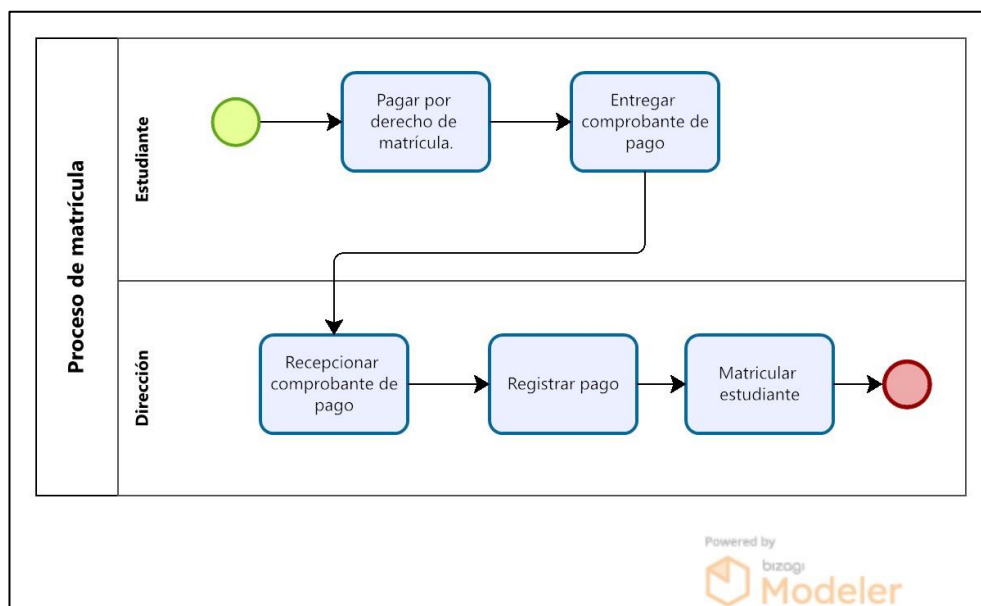 Proceso de matrícula
Estudiante
Pagar por
derecho de
matrícula.
Entregar
comprobante de
pago
Dirección
Recepcionar
comprobante de
pago
Registrar pago
Matricular
estudiante
Powered by
bizagi
Modeler